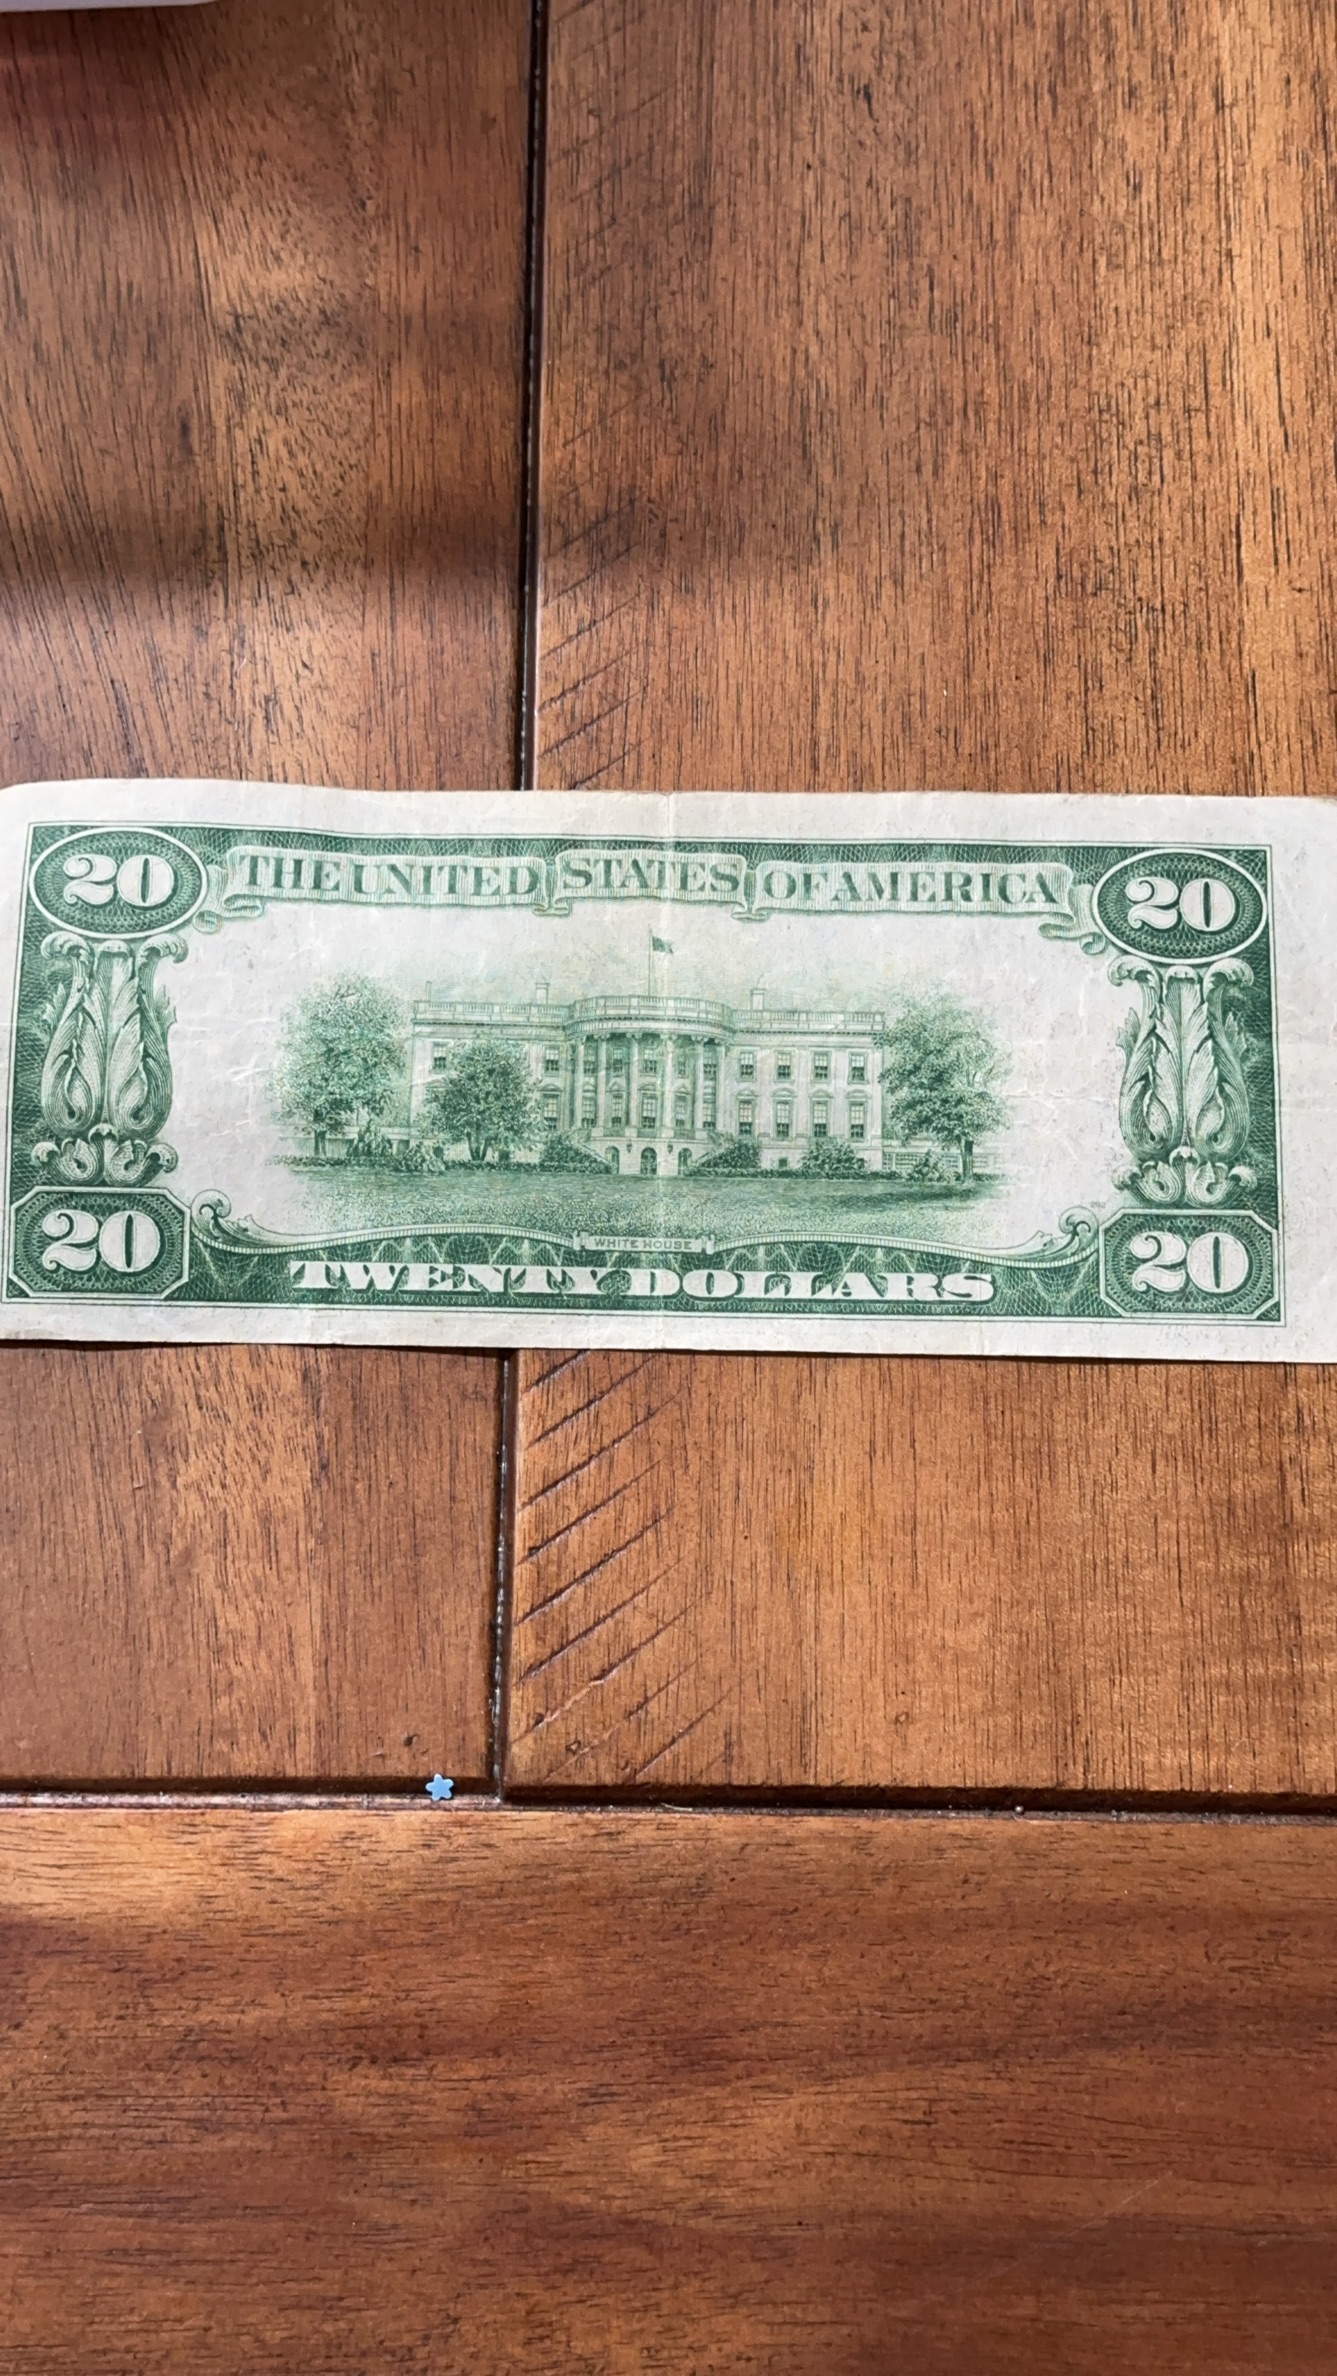 20 THE UNITED STATES OF AMERICA 20
WHITE HOUSE
20 TWENTY DOLLARS 20